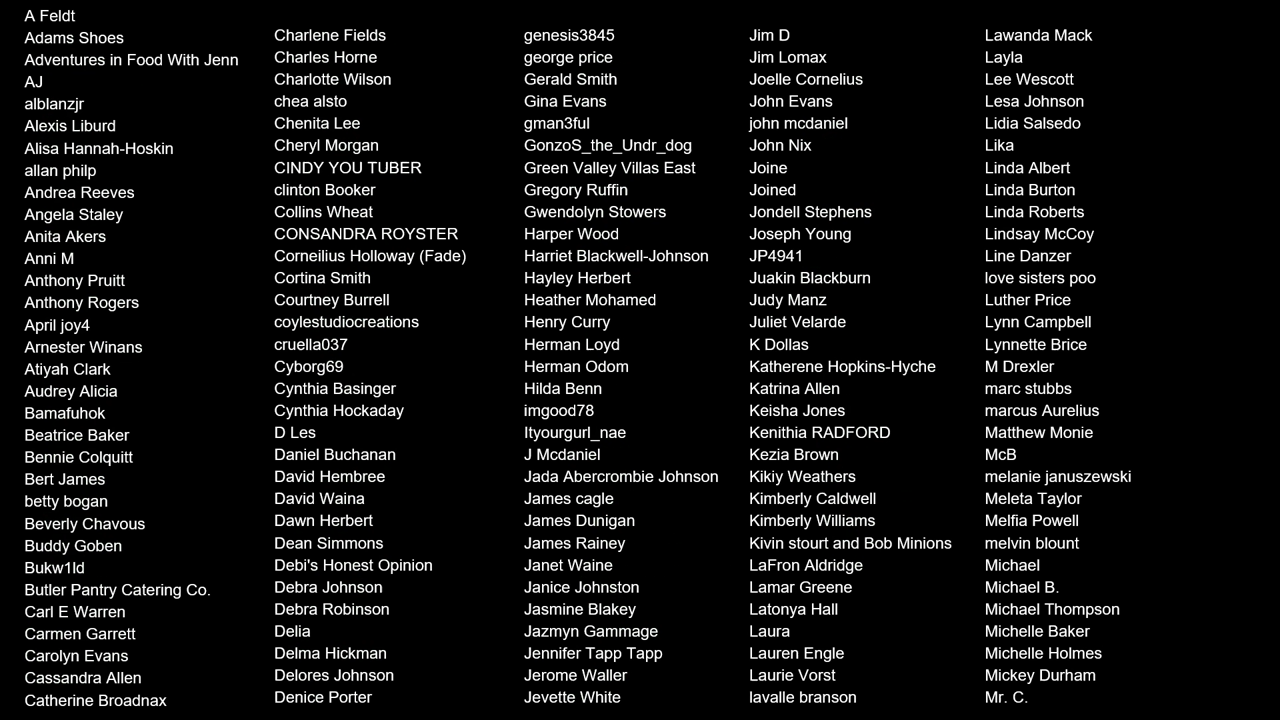 A Feldt
Adams Shoes
Adventures in Food With Jenn
AJ
alblanzjr
Alexis Liburd
Alisa Hannah-Hoskin
allan philp
Andrea Reeves
Angela Staley
Anita Akers
Anni M
Anthony Pruitt
Anthony Rogers
April joy4
Arnester Winans
Atiyah Clark
Audrey Alicia
Bamafuhok
Beatrice Baker
Bennie Colquitt
Bert James
betty bogan
Beverly Chavous
Buddy Goben
Bukw1ld
Butler Pantry Catering Co.
Carl E Warren
Carmen Garrett
Carolyn Evans
Cassandra Allen
Catherine Broadnax
Charlene Fields
Charles Horne
Charlotte Wilson
chea alsto
Chenita Lee
Cheryl Morgan
CINDY YOU TUBER
clinton Booker
Collins Wheat
CONSANDRA ROYSTER
Corneilius Holloway (Fade)
Cortina Smith
Courtney Burrell
coylestudiocreations
cruella037
Cyborg69
Cynthia Basinger
Cynthia Hockaday
D Les
Daniel Buchanan
David Hembree
David Waina
Dawn Herbert
Dean Simmons
Debi's Honest Opinion
Debra Johnson
Debra Robinson
Delia
Delma Hickman
Delores Johnson
Denice Porter
genesis3845
george price
Gerald Smith
Gina Evans
gman3ful
GonzoS_the_Undr_dog
Green Valley Villas East
Gregory Ruffin
Gwendolyn Stowers
Harper Wood
Harriet Blackwell-Johnson
Hayley Herbert
Heather Mohamed
Henry Curry
Herman Loyd
Herman Odom
Hilda Benn
imgood78
Ityourgurl_nae
J Mcdaniel
Jada Abercrombie Johnson
James cagle
James Dunigan
James Rainey
Janet Waine
Janice Johnston
Jasmine Blakey
Jazmyn Gammage
Jennifer Tapp Tapp
Jerome Waller
Jevette White
Jim D
Jim Lomax
Joelle Cornelius
John Evans
john mcdaniel
John Nix
Joine
Joined
Jondell Stephens
Joseph Young
JP4941
Juakin Blackburn
Judy Manz
Juliet Velarde
K Dollas
Katherene Hopkins-Hyche
Katrina Allen
Keisha Jones
Kenithia RADFORD
Kezia Brown
Kikiy Weathers
Kimberly Caldwell
Kimberly Williams
Kivin stourt and Bob Minions
LaFron Aldridge
Lamar Greene
Latonya Hall
Laura
Lauren Engle
Laurie Vorst
lavalle branson
Lawanda Mack
Layla
Lee Wescott
Lesa Johnson
Lidia Salsedo
Lika
Linda Albert
Linda Burton
Linda Roberts
Lindsay McCoy
Line Danzer
love sisters poo
Luther Price
Lynn Campbell
Lynnette Brice
M Drexler
marc stubbs
marcus Aurelius
Matthew Monie
McB
melanie januszewski
Meleta Taylor
Melfia Powell
melvin blount
Michael
Michael B.
Michael Thompson
Michelle Baker
Michelle Holmes
Mickey Durham
Mr. C.